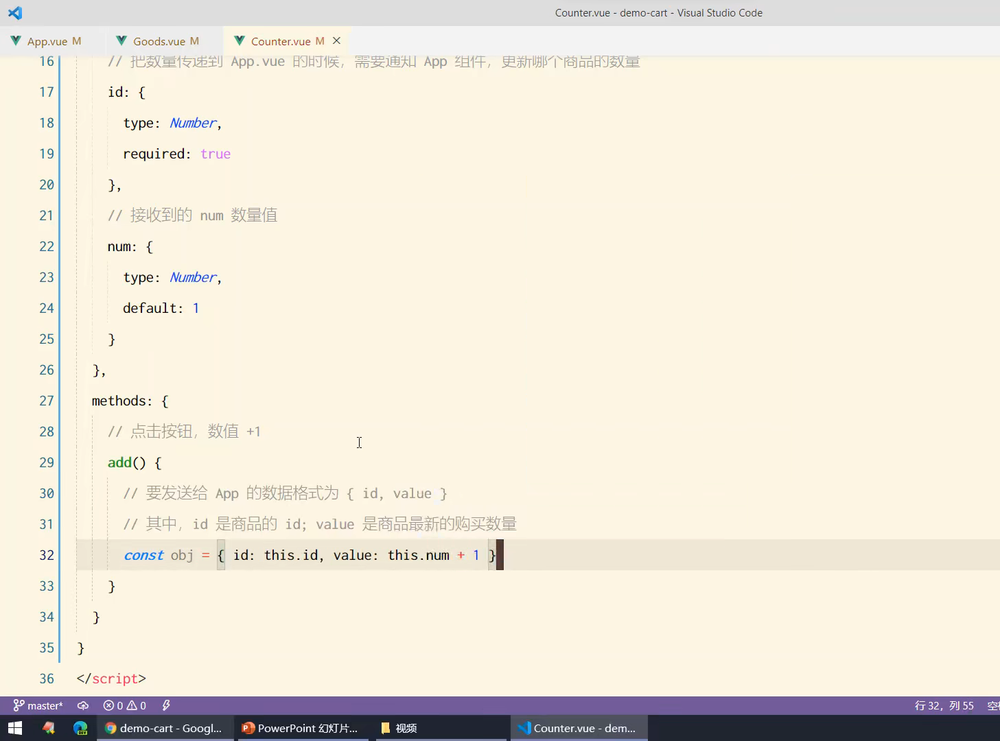 Counter.vue - demo-cart - Visual Studio Code
App.vue M Goods.vue M Counter.vue M
16 // 把数量传递到 App.vue 的时候，需要通知 App 组件，更新哪个商品的数量
17 id: {
18 type: Number,
19 required: true
20 },
21 // 接收到的 num 数量值
22 num: {
23 type: Number,
24 default: 1
25 }
26 },
27 methods: {
28 // 点击按钮，数值 +1
29 add() {
30 // 要发送给 App 的数据格式为 { id, value }
31 // 其中，id 是商品的 id; value 是商品最新的购买数量
32 const obj = { id: this.id, value: this.num + 1 }
33 }
34 }
35 }
36 </script>
master* 0 0 行 32，列 55
DEV demo-cart - Googl... PowerPoint 幻灯片... 视频 Counter.vue - dem...